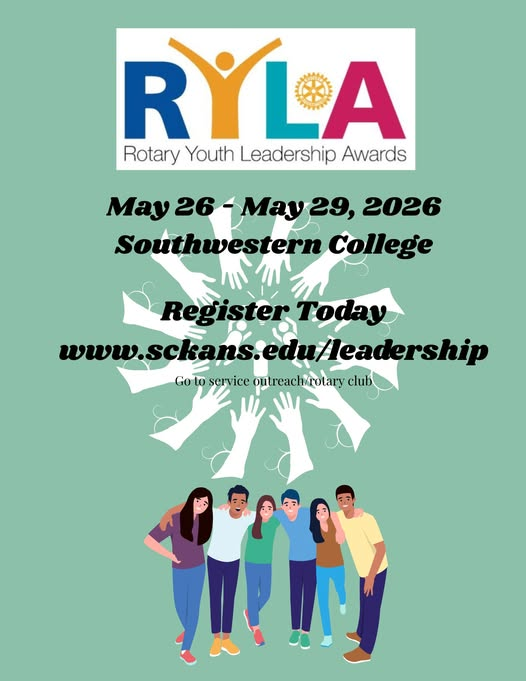 RYLA
Rotary Youth Leadership Awards
May 26 - May 29, 2026
Southwestern College
Register Today
www.sckans.edu/leadership
Go to service outreach/rotary club